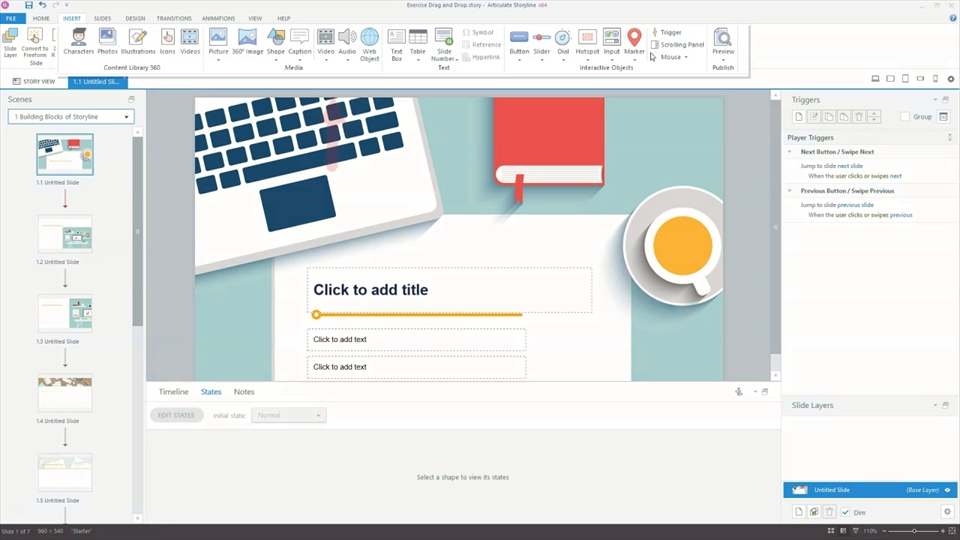 Exercise Drag and Drop.story - Articulate Storyline x64
FILE HOME INSERT SLIDES DESIGN TRANSITIONS ANIMATIONS VIEW HELP
Slide Layer
Convert to Freeform Slide
Characters Photos Illustrations Icons Videos
Content Library 360
Picture 360° Image Shape Caption Video Audio Web Object
Media
Text Box Table Slide Number
Symbol
Reference
Hyperlink
Text
Button Slider Dial Hotspot Input Marker
Trigger
Scrolling Panel
Mouse
Interactive Objects
Preview
Publish
STORY VIEW
1.1 Untitled Sli...
Scenes
1 Building Blocks of Storyline
1.1 Untitled Slide
1.2 Untitled Slide
1.3 Untitled Slide
1.4 Untitled Slide
1.5 Untitled Slide
Click to add title
Click to add text
Click to add text
Timeline States Notes
EDIT STATES Initial state: Normal
Select a shape to view its states
Triggers
Group
Player Triggers
Next Button / Swipe Next
Jump to slide next slide
When the user clicks or swipes next
Previous Button / Swipe Previous
Jump to slide previous slide
When the user clicks or swipes previous
Slide Layers
Untitled Slide (Base Layer)
Dim
Slide 1 of 7 960 × 540 "Starter" 110%